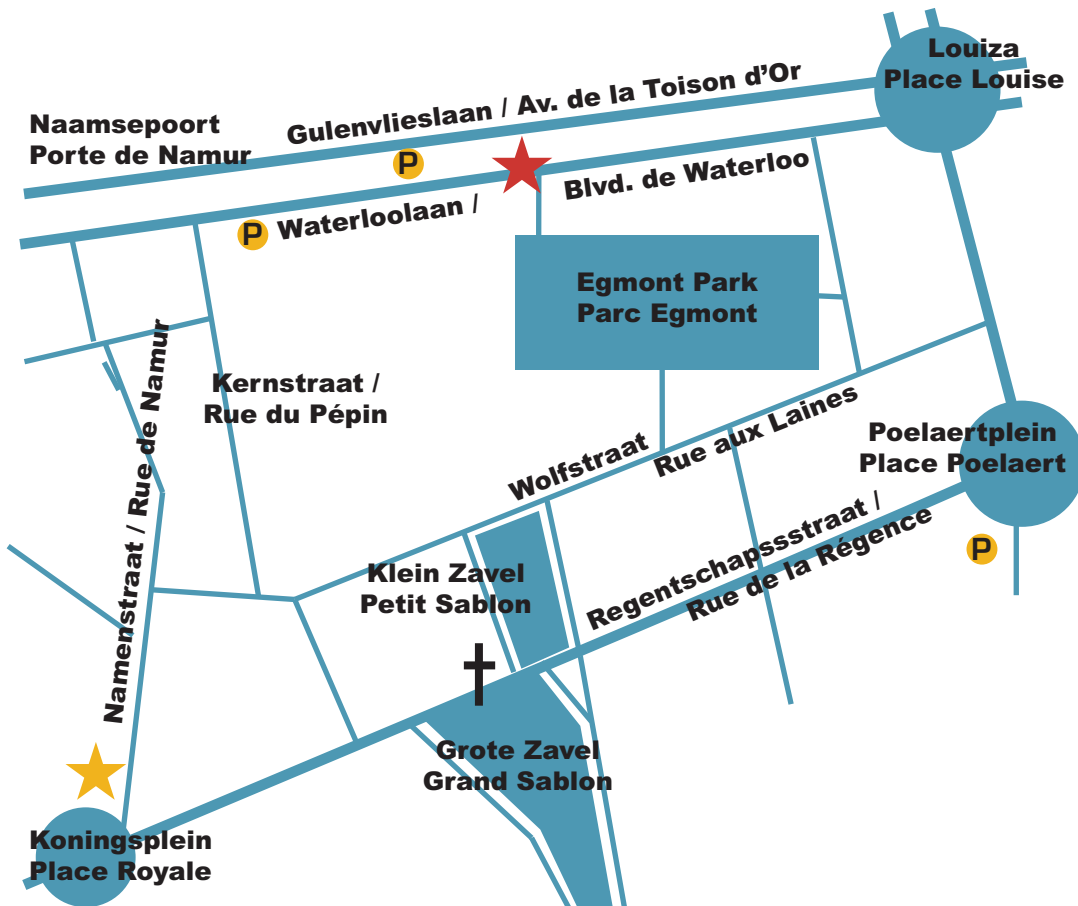 Louiza
Place Louise
Gulenvlieslaan / Av. de la Toison d’Or
Naamsepoort
Porte de Namur
P
Blvd. de Waterloo
P
Waterloolaan /
Egmont Park
Parc Egmont
Namenstraat / Rue de Namur
Kernstraat /
Rue du Pépin
Wolfstraat
Rue aux Laines
Poelaertplein
Place Poelaert
Regentschapssstraat /
Rue de la Régence
P
Klein Zavel
Petit Sablon
Grote Zavel
Grand Sablon
Koningsplein
Place Royale